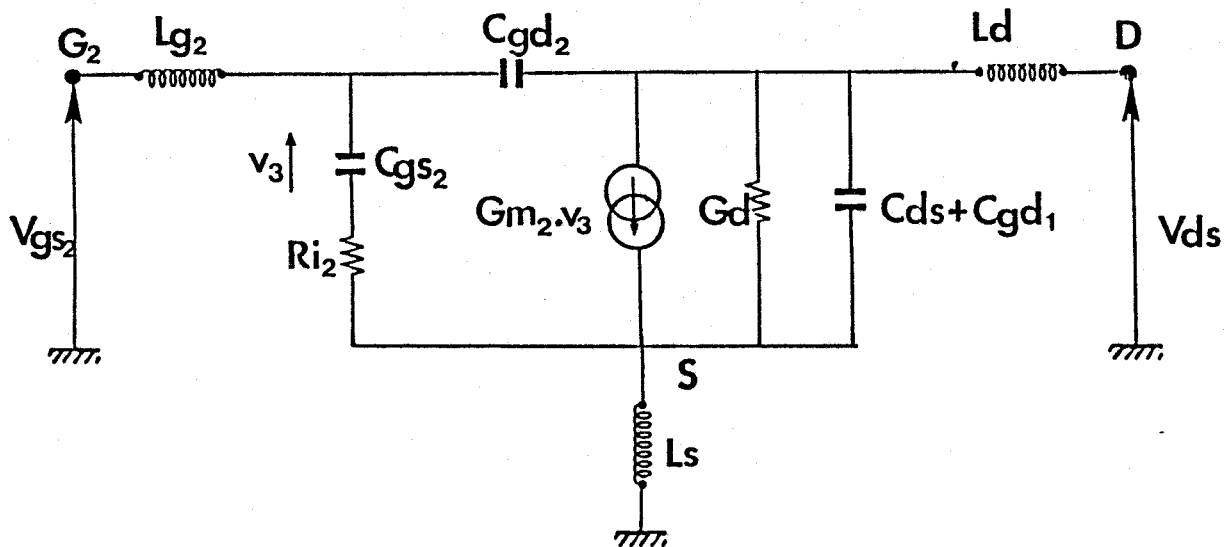 G₂
Lg₂
Cgd₂
Ld
D
v₃
Cgs₂
Vgs₂
Ri₂
Gm₂.v₃
Gd
Cds+Cgd₁
Vds
S
Ls